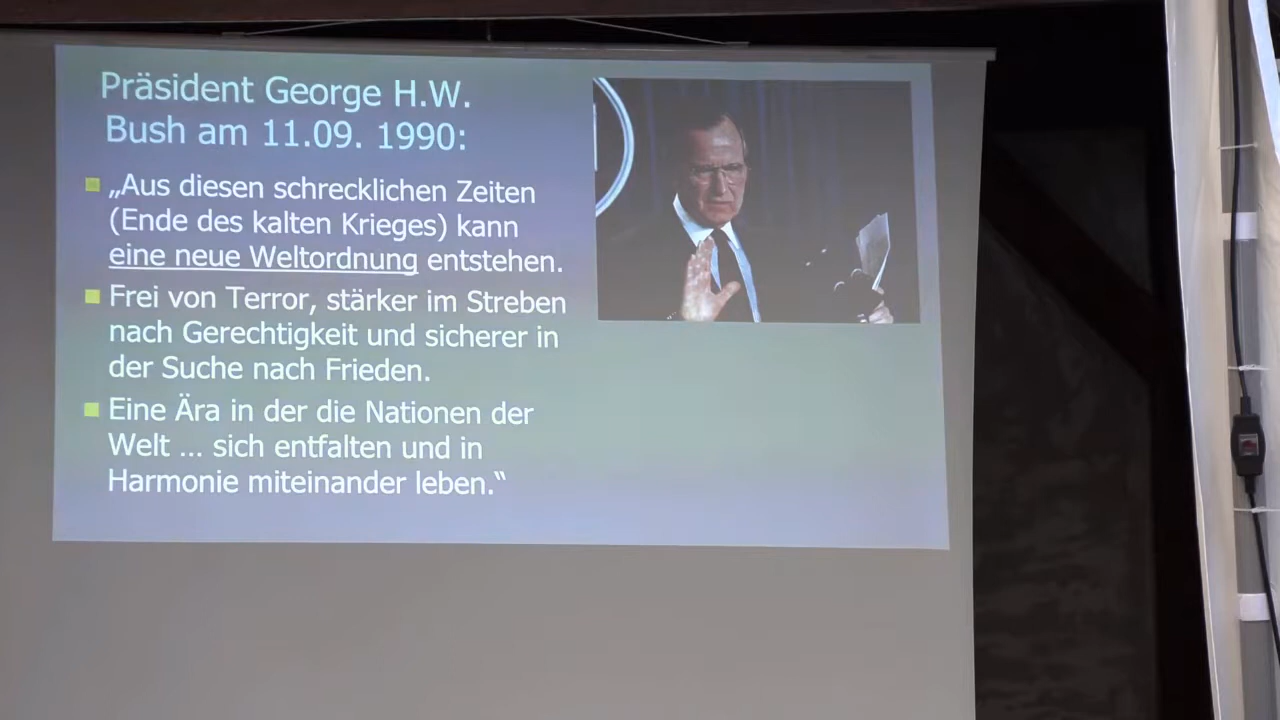 Präsident George H.W.
Bush am 11.09. 1990:
„Aus diesen schrecklichen Zeiten
(Ende des kalten Krieges) kann
eine neue Weltordnung entstehen.
Frei von Terror, stärker im Streben
nach Gerechtigkeit und sicherer in
der Suche nach Frieden.
Eine Ära in der die Nationen der
Welt ... sich entfalten und in
Harmonie miteinander leben.“